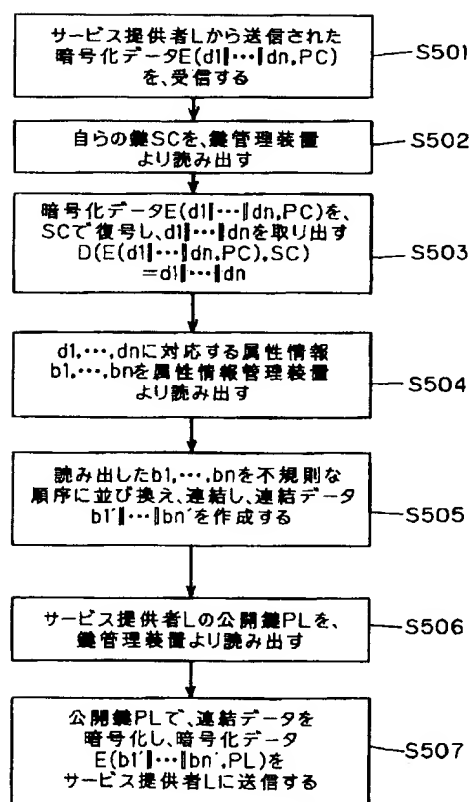 サービス提供者Lから送信された
暗号化データE(d1‖…‖dn,PC)
を、受信する
S501
自らの鍵SCを、鍵管理装置
より読み出す
S502
暗号化データE(d1‖…‖dn,PC)を、
SCで復号し、d1‖…‖dnを取り出す
D(E(d1‖…‖dn,PC),SC)
=d1‖…‖dn
S503
d1,…,dnに対応する属性情報
b1,…,bnを属性情報管理装置
より読み出す
S504
読み出したb1,…,bnを不規則な
順序に並び換え、連結し、連結データ
b1'‖…‖bn'を作成する
S505
サービス提供者Lの公開鍵PLを、
鍵管理装置より読み出す
S506
公開鍵PLで、連結データを
暗号化し、暗号化データ
E(b1'‖…‖bn',PL)を
サービス提供者Lに送信する
S507